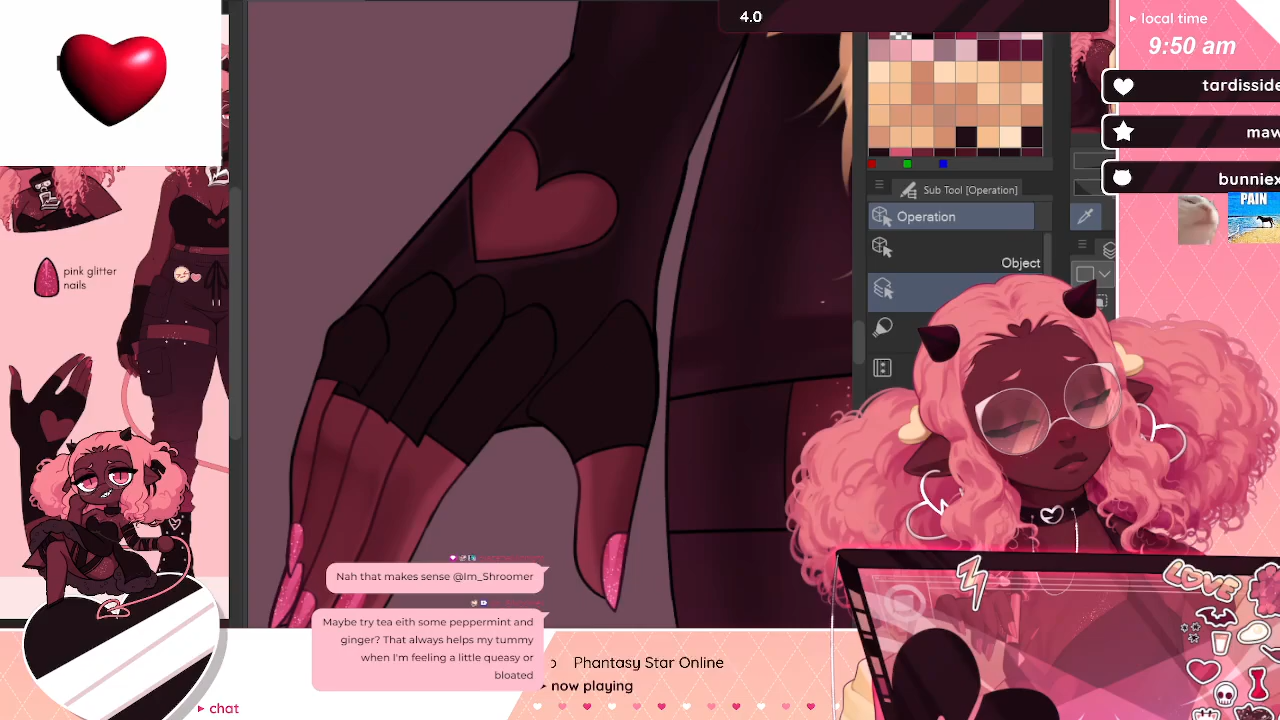 4.0
▸ local time
9:50 am
tardisside
maw
bunniex
PAIN
Sub Tool [Operation]
Operation
Object
pink glitter
nails
Nah that makes sense @Im_Shroomer
Maybe try tea eith some peppermint and
ginger? That always helps my tummy
when I'm feeling a little queasy or
bloated
Phantasy Star Online
now playing
▸ chat
LOVE